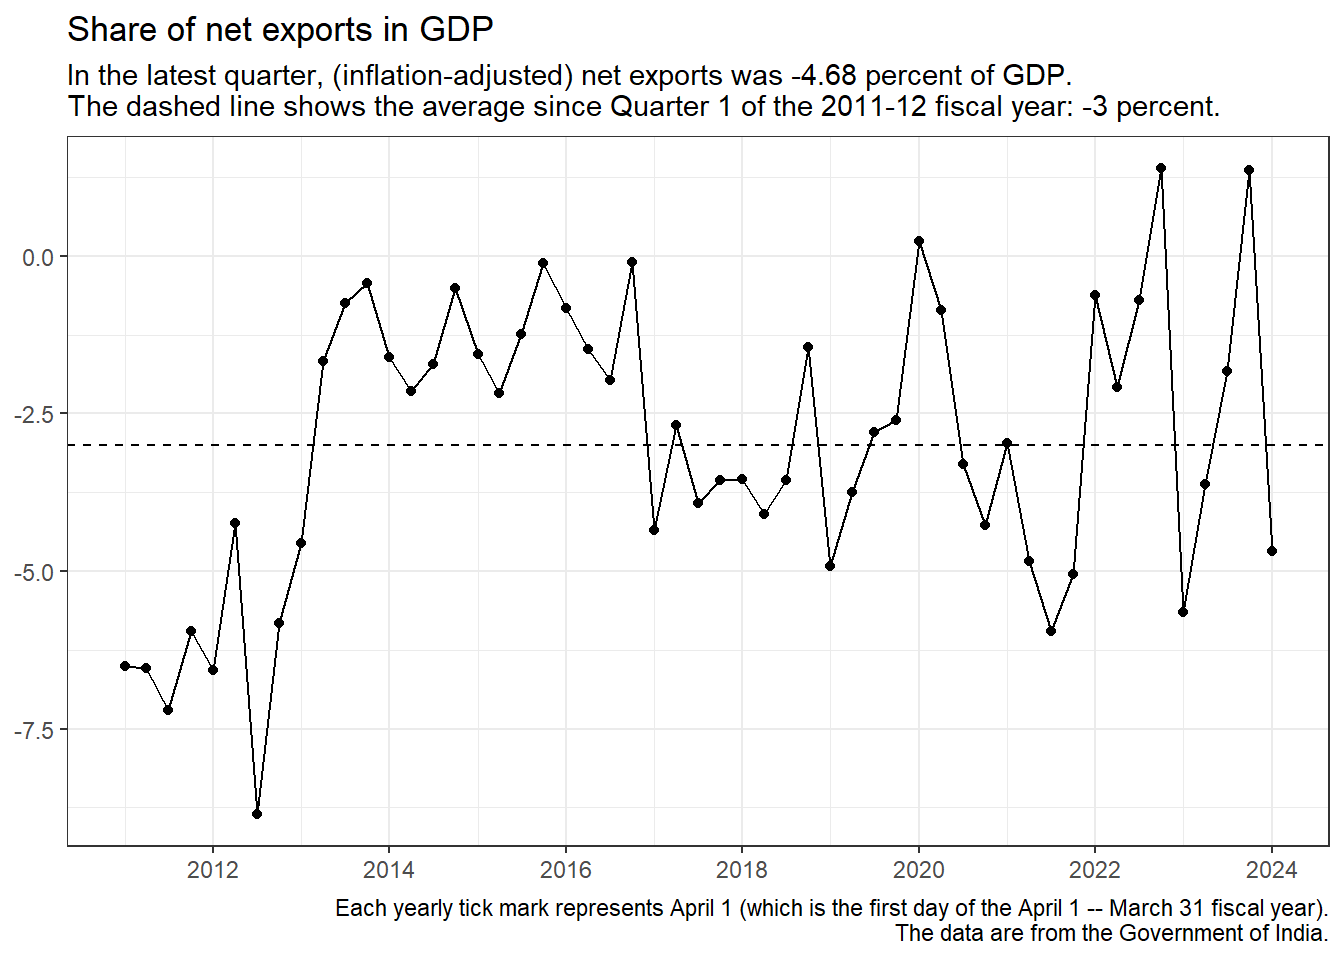 Share of net exports in GDP
In the latest quarter, (inflation-adjusted) net exports was -4.68 percent of GDP.
The dashed line shows the average since Quarter 1 of the 2011-12 fiscal year: -3 percent.
0.0
-2.5
-5.0
-7.5
2012 2014 2016 2018 2020 2022 2024
Each yearly tick mark represents April 1 (which is the first day of the April 1 -- March 31 fiscal year).
The data are from the Government of India.